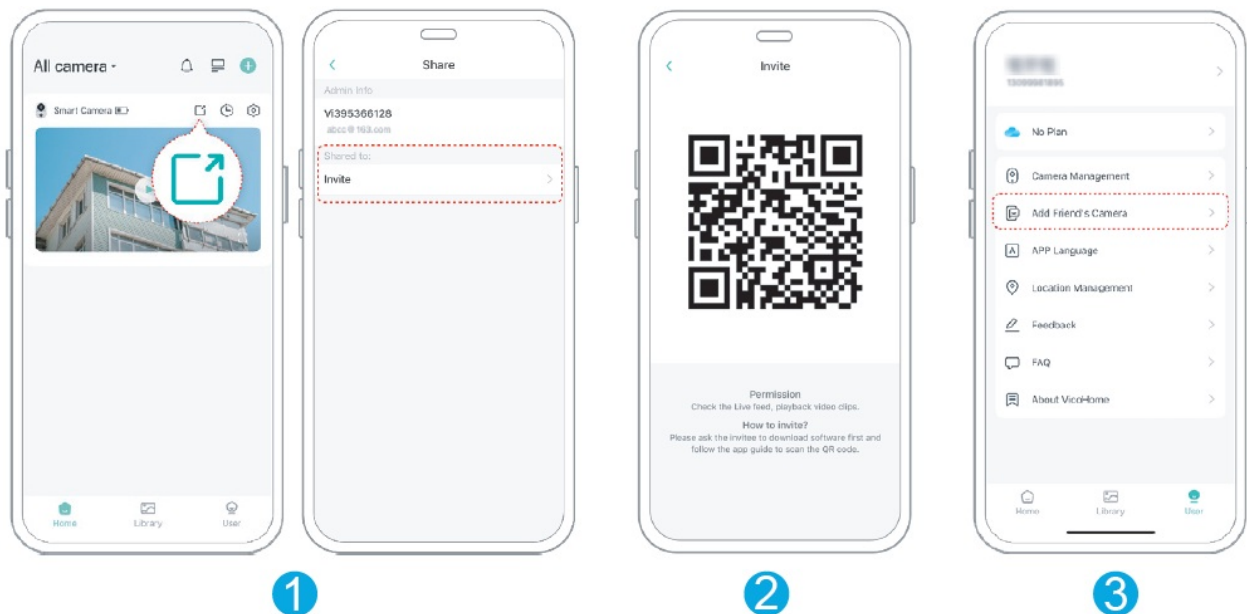 All camera
Smart Camera
Home
Library
User
Share
Admin info
Yi395366128
abcc@163.com
Shared to:
Invite
1
Invite
Permission
Check the Live feed, playback video clips.
How to invite?
Please ask the invitee to download software first and
follow the app guide to scan the QR code.
2
No Plan
Camera Management
Add Friend's Camera
APP Language
Location Management
Feedback
FAQ
About VicoHome
Home
Library
User
3